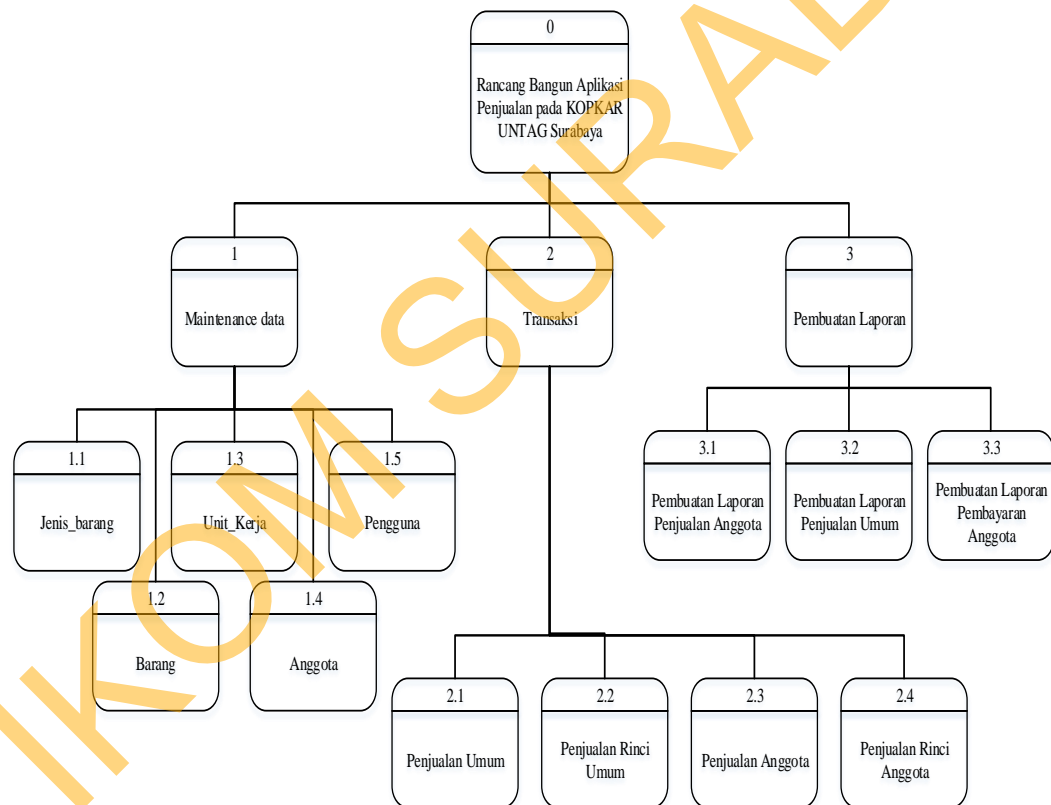 0
Rancang Bangun Aplikasi
Penjualan pada KOPKAR
UNTAG Surabaya
1
Maintenance data
2
Transaksi
3
Pembuatan Laporan
1.1
Jenis_barang
1.3
Unit_Kerja
1.5
Pengguna
1.2
Barang
1.4
Anggota
3.1
Pembuatan Laporan
Penjualan Anggota
3.2
Pembuatan Laporan
Penjualan Umum
3.3
Pembuatan Laporan
Pembayaran
Anggota
2.1
Penjualan Umum
2.2
Penjualan Rinci
Umum
2.3
Penjualan Anggota
2.4
Penjualan Rinci
Anggota